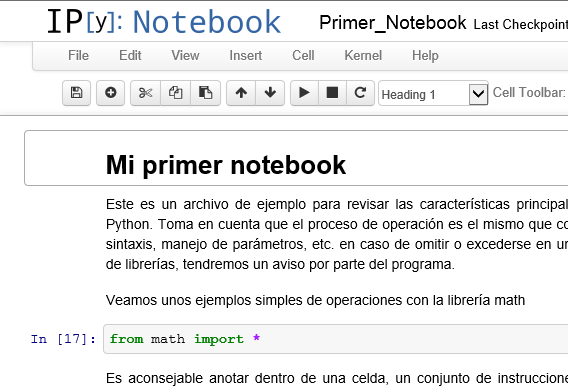 IP[y]: Notebook Primer_Notebook Last Checkpoint
File Edit View Insert Cell Kernel Help
Heading 1 Cell Toolbar:
Mi primer notebook
Este es un archivo de ejemplo para revisar las características principal
Python. Toma en cuenta que el proceso de operación es el mismo que co
sintaxis, manejo de parámetros, etc. en caso de omitir o excederse en un
de librerías, tendremos un aviso por parte del programa.
Veamos unos ejemplos simples de operaciones con la librería math
In [17]: from math import *
Es aconsejable anotar dentro de una celda, un conjunto de instruccione